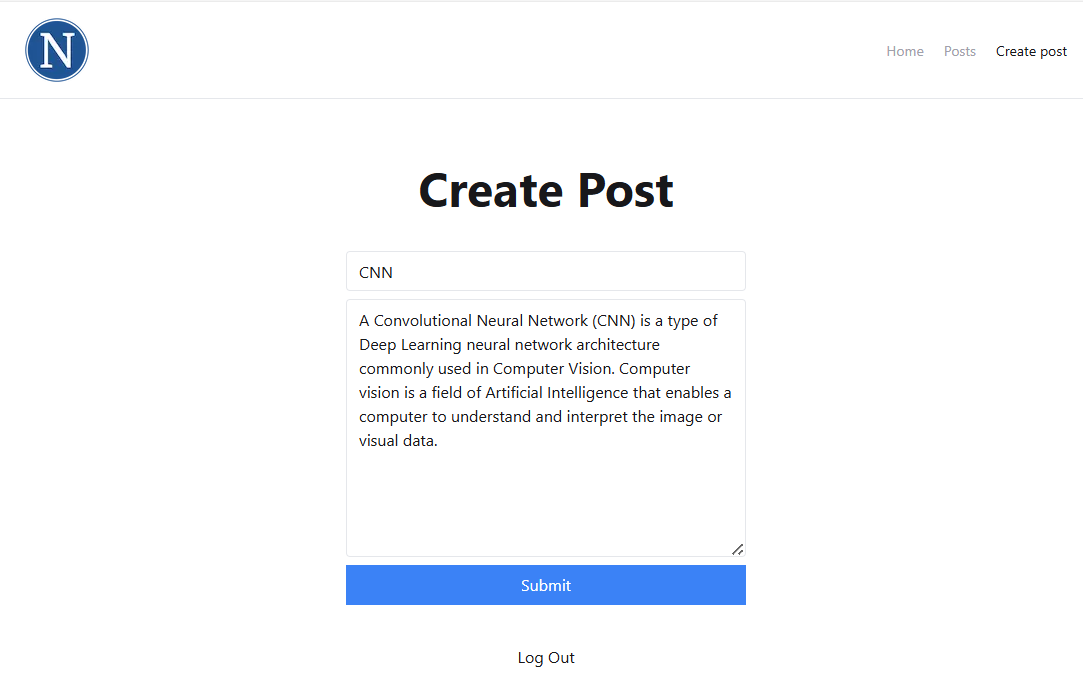 N
Home Posts Create post
Create Post
CNN
A Convolutional Neural Network (CNN) is a type of
Deep Learning neural network architecture
commonly used in Computer Vision. Computer
vision is a field of Artificial Intelligence that enables a
computer to understand and interpret the image or
visual data.
Submit
Log Out